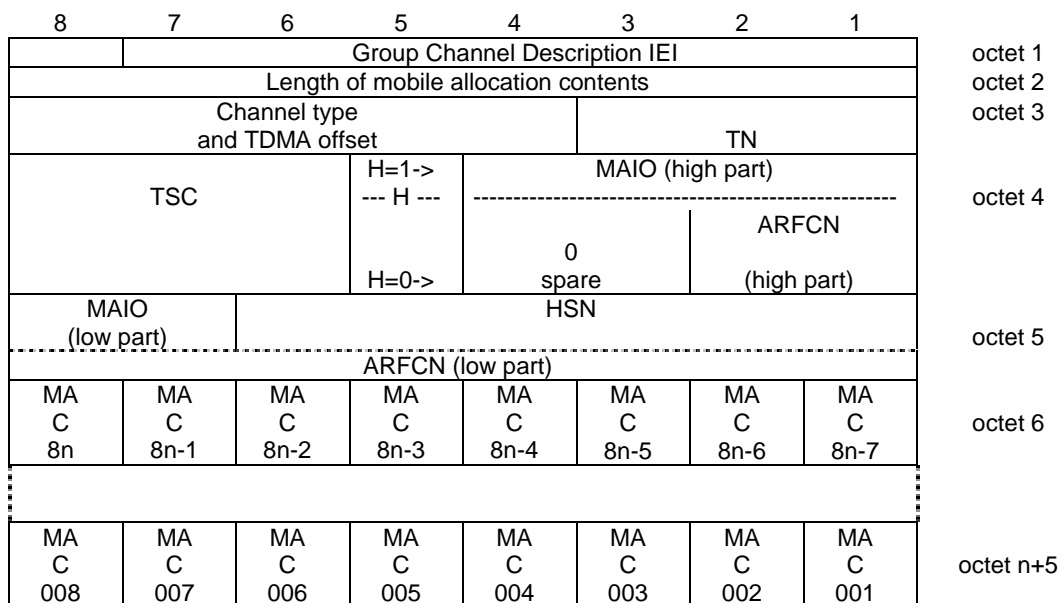 8 7 6 5 4 3 2 1
Group Channel Description IEI octet 1
Length of mobile allocation contents octet 2
Channel type octet 3
and TDMA offset TN
H=1-> MAIO (high part)
TSC --- H --- ---------------------------------------------------- octet 4
ARFCN
0
H=0-> spare (high part)
MAIO HSN
(low part) octet 5
ARFCN (low part)
MA MA MA MA MA MA MA MA
C C C C C C C C octet 6
8n 8n-1 8n-2 8n-3 8n-4 8n-5 8n-6 8n-7
MA MA MA MA MA MA MA MA
C C C C C C C C octet n+5
008 007 006 005 004 003 002 001